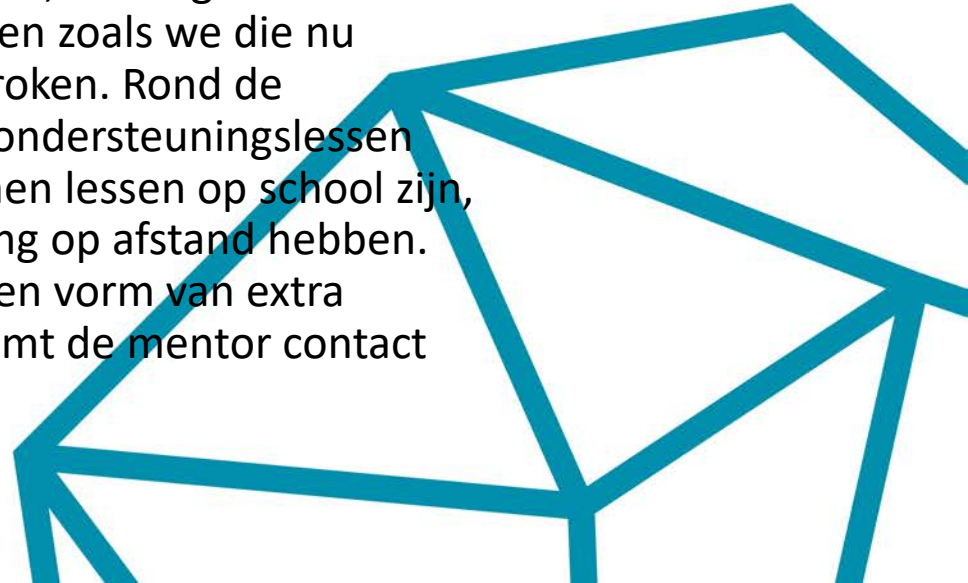 en zoals we die nu
roken. Rond de
ondersteuningslessen
en lessen op school zijn,
ng op afstand hebben.
en vorm van extra
mt de mentor contact